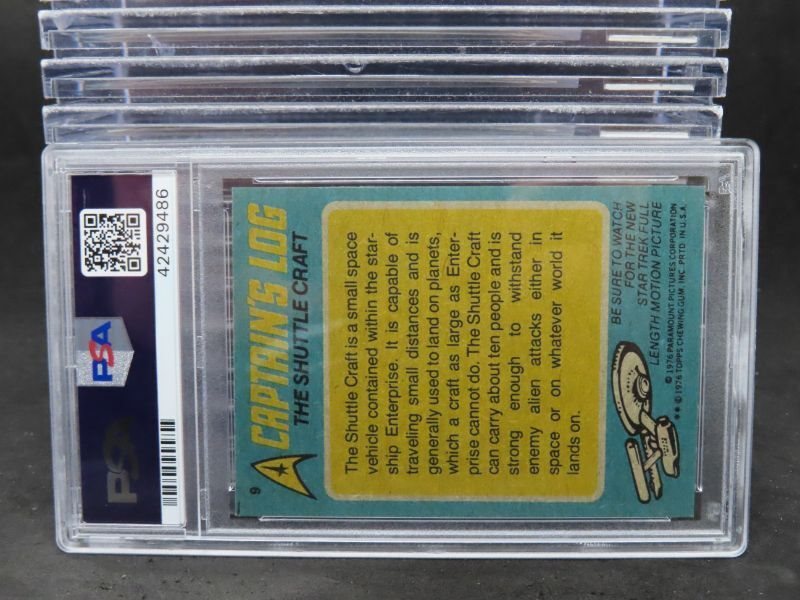 42429486
PSA
PSA
9
CAPTAIN'S LOG
THE SHUTTLE CRAFT
The Shuttle Craft is a small space
vehicle contained within the star-
ship Enterprise. It is capable of
traveling small distances and is
generally used to land on planets,
which a craft as large as Enter-
prise cannot do. The Shuttle Craft
can carry about ten people and is
strong enough to withstand
enemy alien attacks either in
space or on whatever world it
lands on.
BE SURE TO WATCH
FOR THE NEW
STAR TREK FULL
LENGTH MOTION PICTURE
© 1976 PARAMOUNT PICTURES CORPORATION
** © 1976 TOPPS CHEWING GUM, INC. PRTD. IN U.S.A.